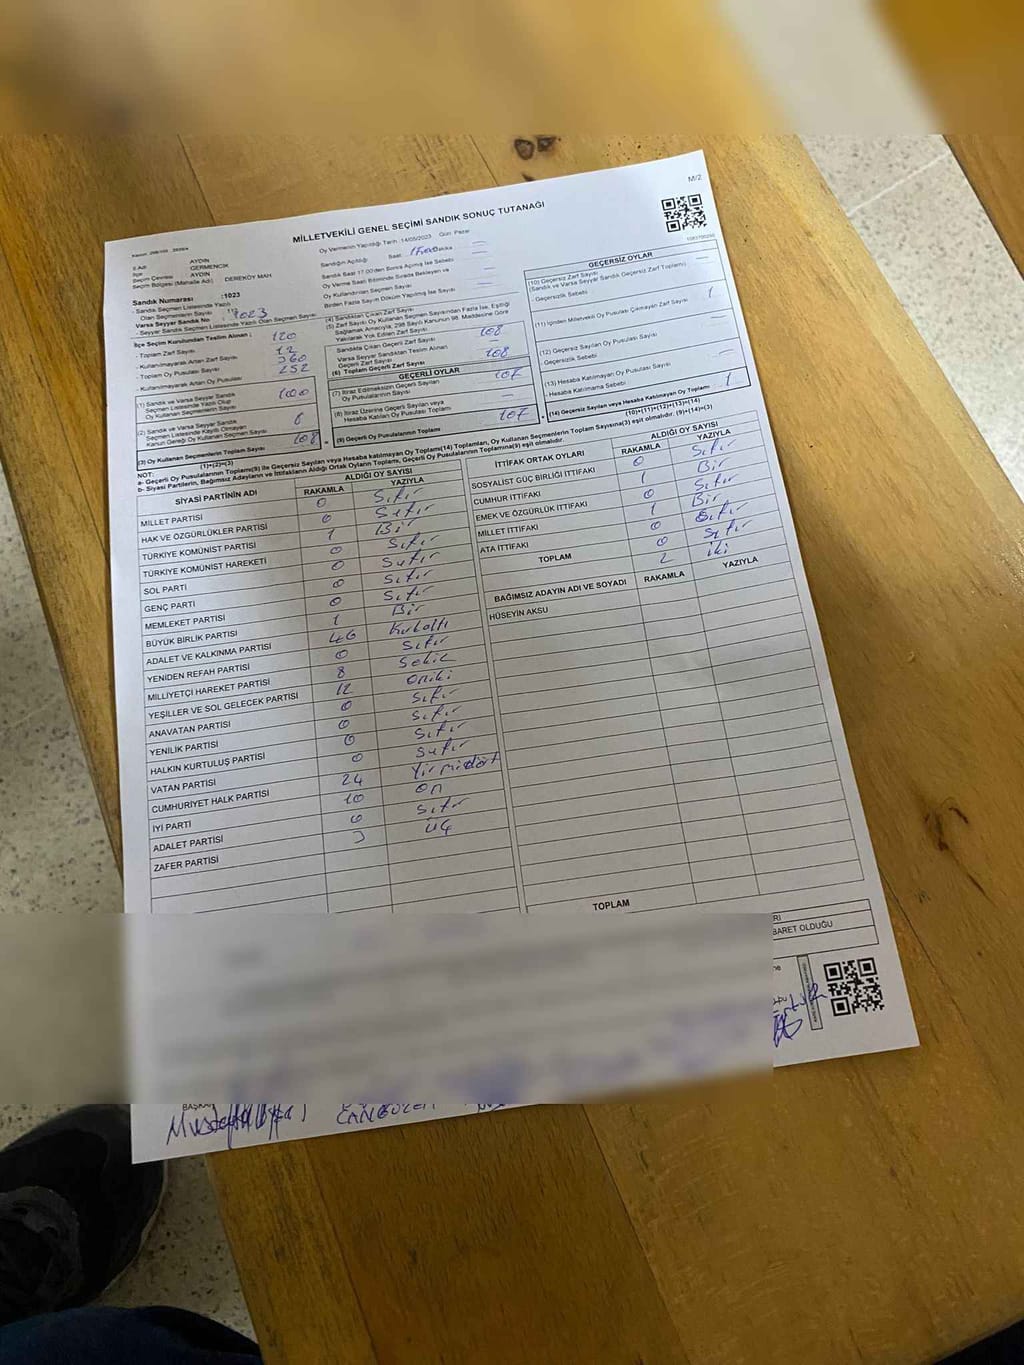 M/2
MİLLETVEKİLİ GENEL SEÇİMİ SANDIK SONUÇ TUTANAĞI
Oy Vermenin Yapıldığı Tarih :14/05/2023 Gün: Pazar
AYDIN
GERMENCİK
AYDIN
DEREKÖY MAH
İl Adı
İlçe
Seçim Çevresi
Seçim Bölgesi (Mahalle Adı)
Sandığın Açıldığı Saat
Sandık Saat 17.00'den Sonra Açılmış İse Sebebi
Oy Verme Saati Bitiminde Sırada Bekleyen ve
Oy Kullandırılan Seçmen Sayısı
Birden Fazla Sayım Döküm Yapılmış İse Sayısı
Sandık Numarası :1023
- Sandık Seçmen Listesinde Yazılı
Olan Seçmenlerin Sayısı
Varsa Seyyar Sandık No 1023
- Seyyar Sandık Seçmen Listesinde Yazılı Olan Seçmen Sayısı
İlçe Seçim Kurulundan Teslim Alınan :
- Toplam Zarf Sayısı 120
- Kullanılmayarak Artan Zarf Sayısı 12
- Toplam Oy Pusulası Sayısı 360
- Kullanılmayarak Artan Oy Pusulası 252
(1) Sandık ve Varsa Seyyar Sandık
Seçmen Listesinde Yazılı Olup
Oy Kullanan Seçmenlerin Sayısı 100
(2) Sandık ve Varsa Seyyar Sandık
Seçmen Listesinde Kayıtlı Olmayan
Kanun Gereği Oy Kullanan Seçmen Sayısı 8
(3) Oy Kullanan Seçmenlerin Toplam Sayısı 108
(1)+(2)=(3)
(4) Sandıktan Çıkan Zarf Sayısı
(5) Zarf Sayısı Oy Kullanan Seçmen Sayısından Fazla İse, Eşitliği
Sağlamak Amacıyla, 298 Sayılı Kanunun 98. Maddesine Göre
Yakılarak Yok Edilen Zarf Sayısı
Sandıkta Çıkan Geçerli Zarf Sayısı 108
Varsa Seyyar Sandıktan Teslim Alınan
Geçerli Zarf Sayısı
(6) Toplam Geçerli Zarf Sayısı 108
GEÇERLİ OYLAR
(7) İtiraz Edilmeksizin Geçerli Sayılan
Oy Pusulalarının Sayısı 107
(8) İtiraz Üzerine Geçerli Sayılan ve
Hesaba Katılan Oy Pusulası Toplamı
(9) Geçerli Oy Pusulalarının Toplamı 107
GEÇERSİZ OYLAR
(10) Geçersiz Zarf Sayısı
(Sandık ve Varsa Seyyar Sandık Geçersiz Zarf Toplamı)
- Geçersizlik Sebebi
(11) İçinden Milletvekili Oy Pusulası Çıkmayan Zarf Sayısı 1
(12) Geçersiz Sayılan Oy Pusulası Sayısı
Geçersizlik Sebebi
(13) Hesaba Katılmayan Oy Pusulası Sayısı
- Hesaba Katılmama Sebebi
(14) Geçersiz Sayılan veya Hesaba Katılmayan Oy Toplamı 1
(10)+(11)+(12)+(13)=(14)
NOT:
a- Geçerli Oy Pusulalarının Toplamı(9) ile Geçersiz Sayılan veya Hesaba Katılmayan Oy Toplamı(14) Toplamları, Oy Kullanan Seçmenlerin Toplam Sayısına(3) eşit olmalıdır. (9)+(14)=(3)
b- Siyasi Partilerin, Bağımsız Adayların ve İttifakların Aldığı Ortak Oyların Toplamı, Geçerli Oy Pusulalarının Toplamına(9) eşit olmalıdır.
SİYASİ PARTİNİN ADI
ALDIĞI OY SAYISI
RAKAMLA YAZIYLA
MİLLET PARTİSİ 0 Sıfır
HAK VE ÖZGÜRLÜKLER PARTİSİ 0 Sıfır
TÜRKİYE KOMÜNİST PARTİSİ 1 Bir
TÜRKİYE KOMÜNİST HAREKETİ 0 Sıfır
SOL PARTİ 0 Sıfır
GENÇ PARTİ 0 Sıfır
MEMLEKET PARTİSİ 0 Sıfır
BÜYÜK BİRLİK PARTİSİ 1 Bir
ADALET VE KALKINMA PARTİSİ 46 Kırkaltı
YENİDEN REFAH PARTİSİ 0 Sıfır
MİLLİYETÇİ HAREKET PARTİSİ 8 Sekiz
YEŞİLLER VE SOL GELECEK PARTİSİ 12 Oniki
ANAVATAN PARTİSİ 0 Sıfır
YENİLİK PARTİSİ 0 Sıfır
HALKIN KURTULUŞ PARTİSİ 0 Sıfır
VATAN PARTİSİ 0 Sıfır
CUMHURİYET HALK PARTİSİ 24 Yirmidört
İYİ PARTİ 10 On
ADALET PARTİSİ 0 Sıfır
ZAFER PARTİSİ 3 Üç
İTTİFAK ORTAK OYLARI
ALDIĞI OY SAYISI
RAKAMLA YAZIYLA
SOSYALİST GÜÇ BİRLİĞİ İTTİFAKI 0 Sıfır
CUMHUR İTTİFAKI 1 Bir
EMEK VE ÖZGÜRLÜK İTTİFAKI 0 Sıfır
MİLLET İTTİFAKI 1 Bir
ATA İTTİFAKI 0 Sıfır
0 Sıfır
TOPLAM 2 iki
BAĞIMSIZ ADAYIN ADI VE SOYADI RAKAMLA YAZIYLA
HÜSEYİN AKSU
TOPLAM
BARET OLDUĞU